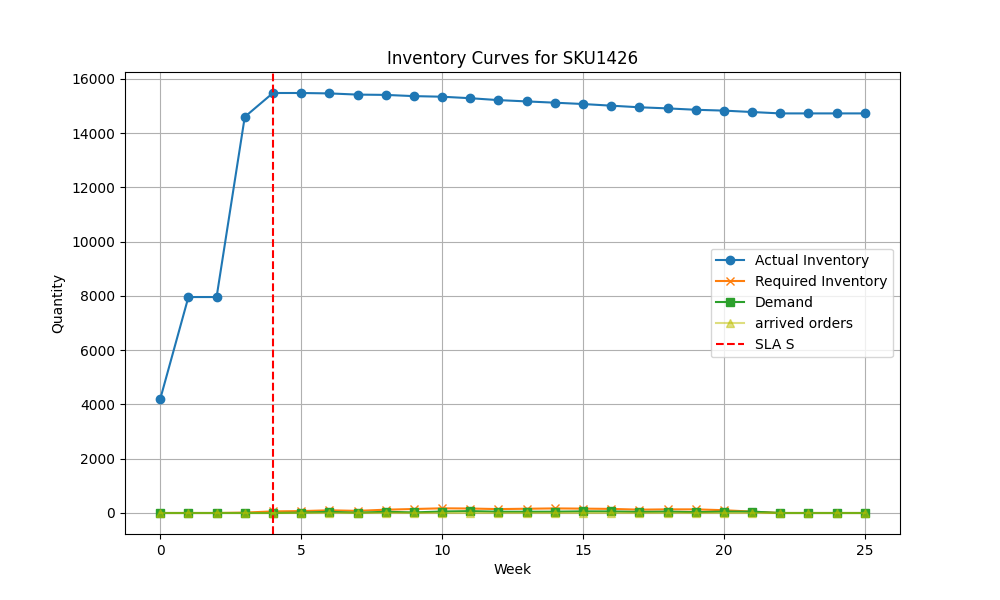 Inventory Curves for SKU1426
Quantity
16000
14000
12000
10000
8000
6000
4000
2000
0
Actual Inventory
Required Inventory
Demand
arrived orders
SLA S
0 5 10 15 20 25
Week